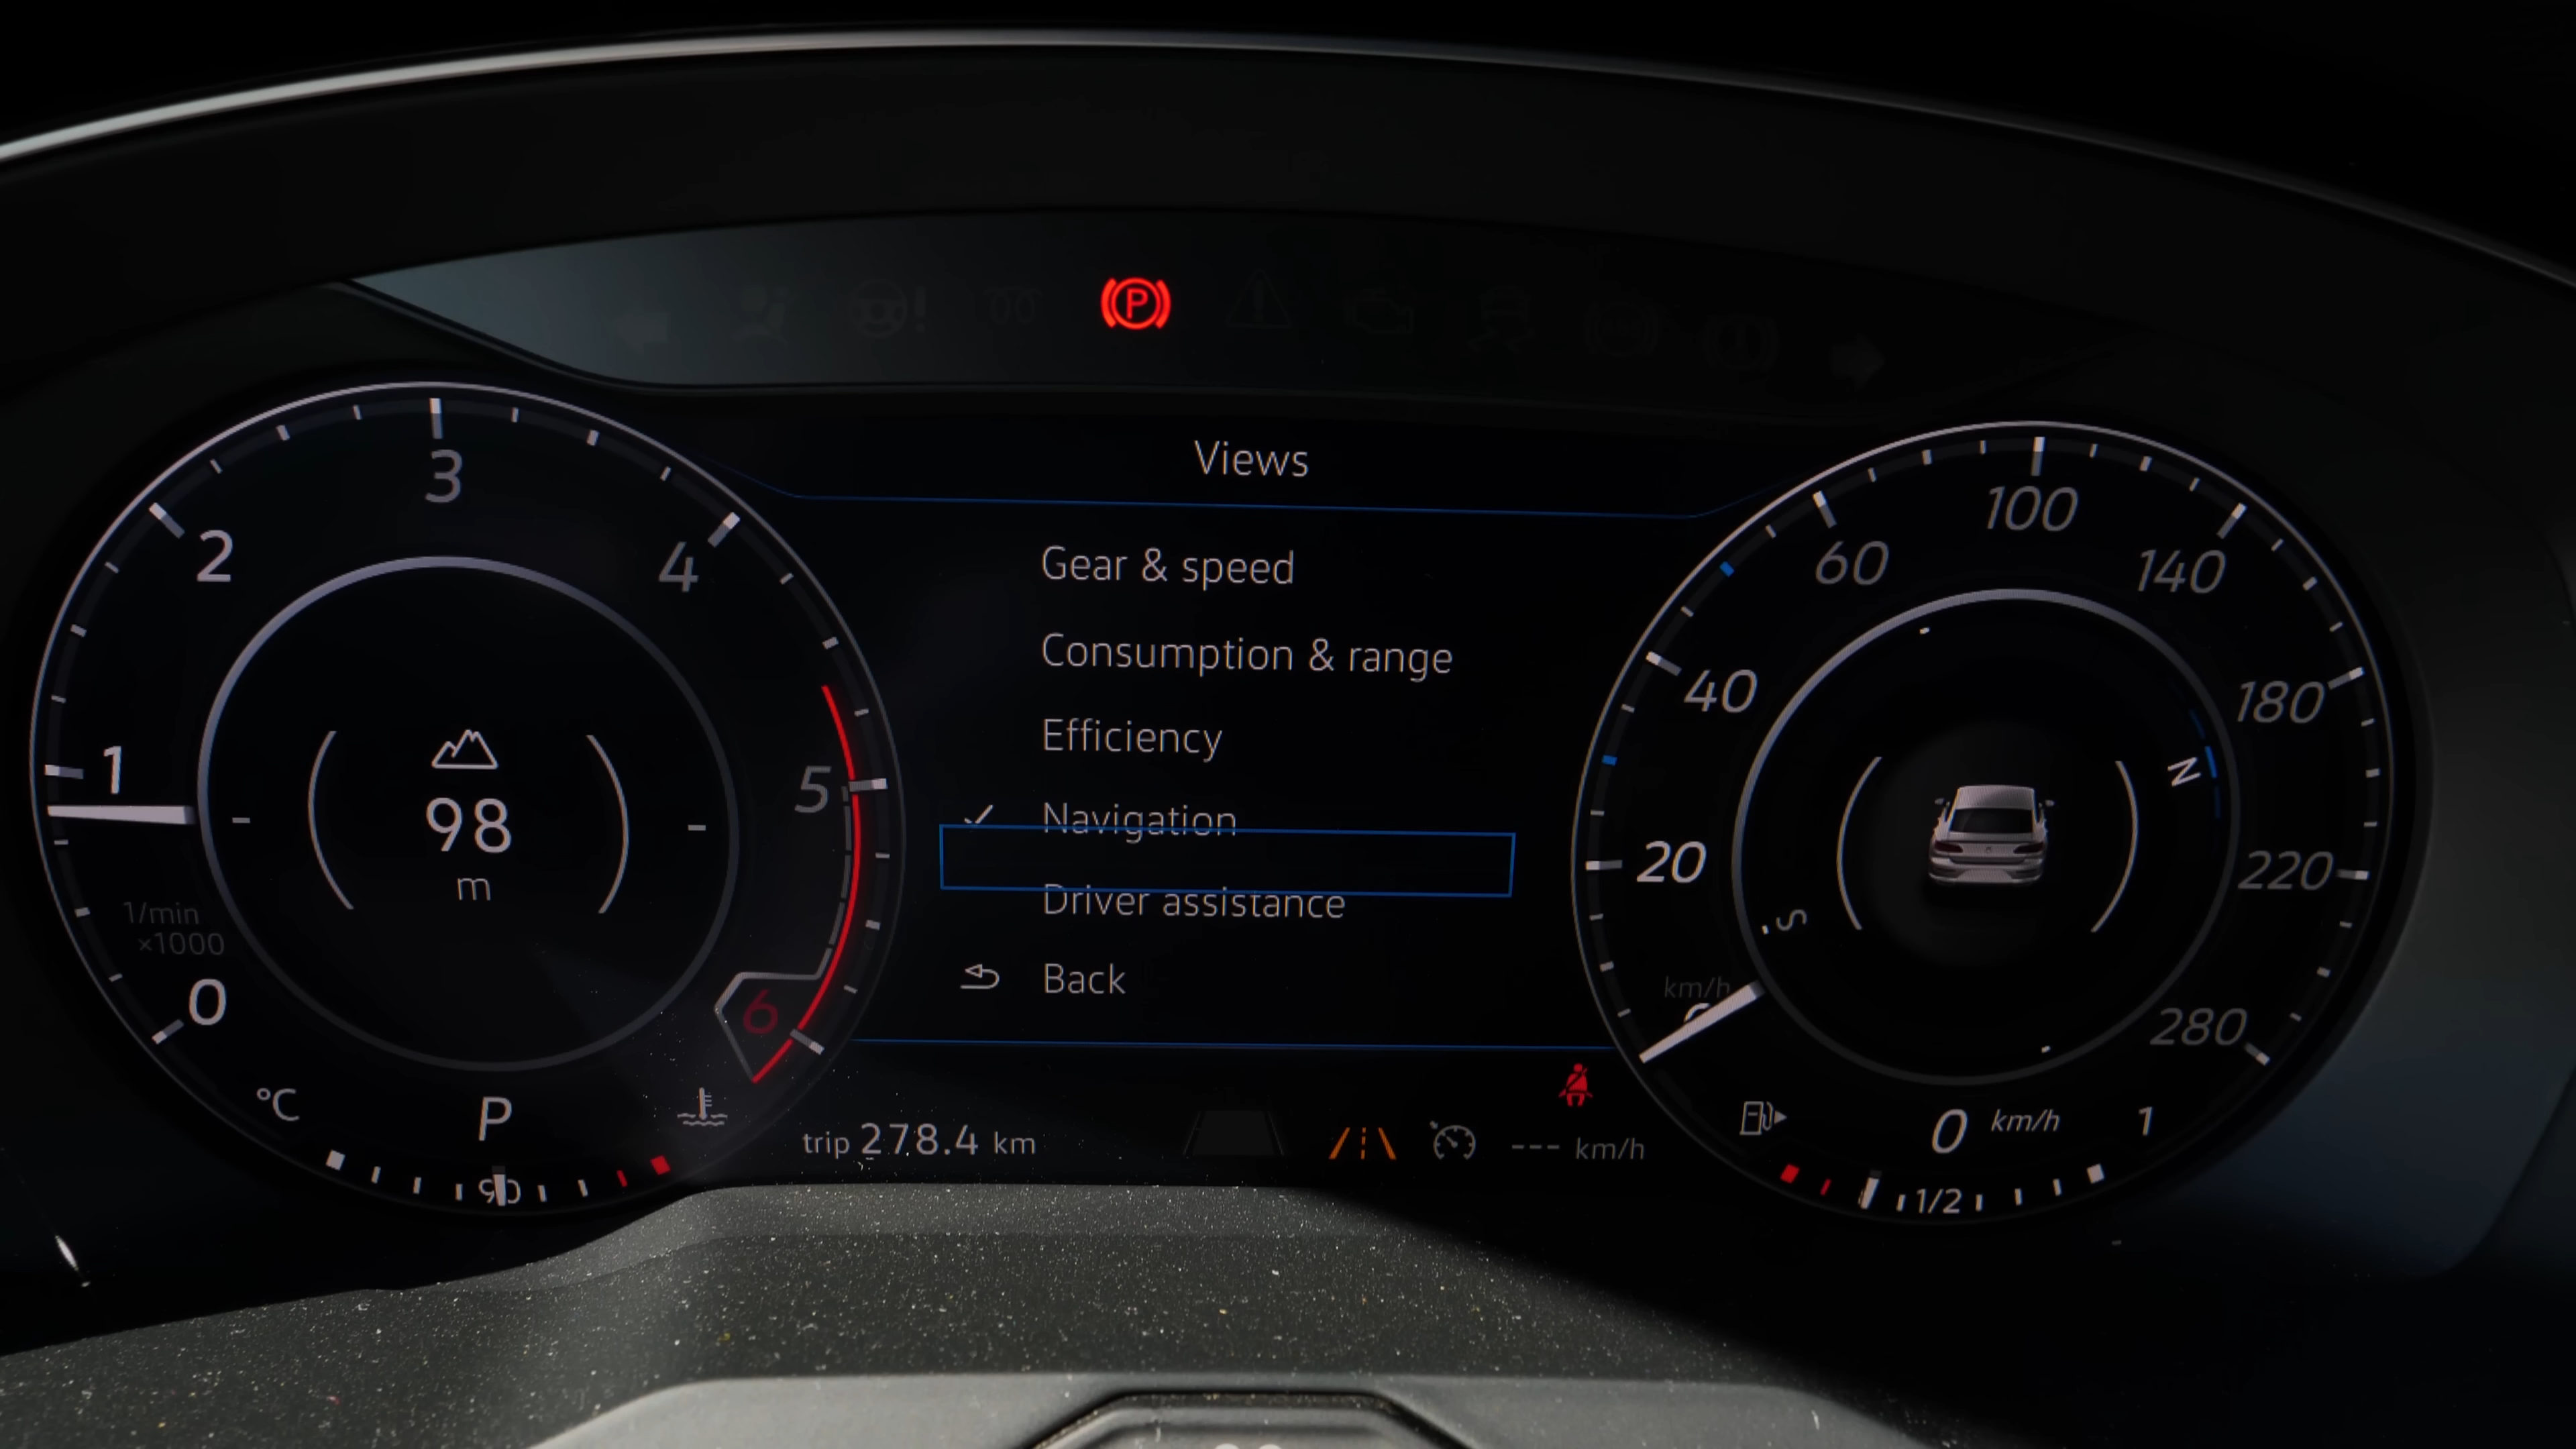 Views
Gear & speed
Consumption & range
Efficiency
Navigation
Driver assistance
Back
3
2
4
1
5
98
m
1/min
×1000
0
6
°C
P
90
trip 278.4 km
--- km/h
100
60
140
40
180
N
20
220
S
km/h
280
0 km/h
1
1/2